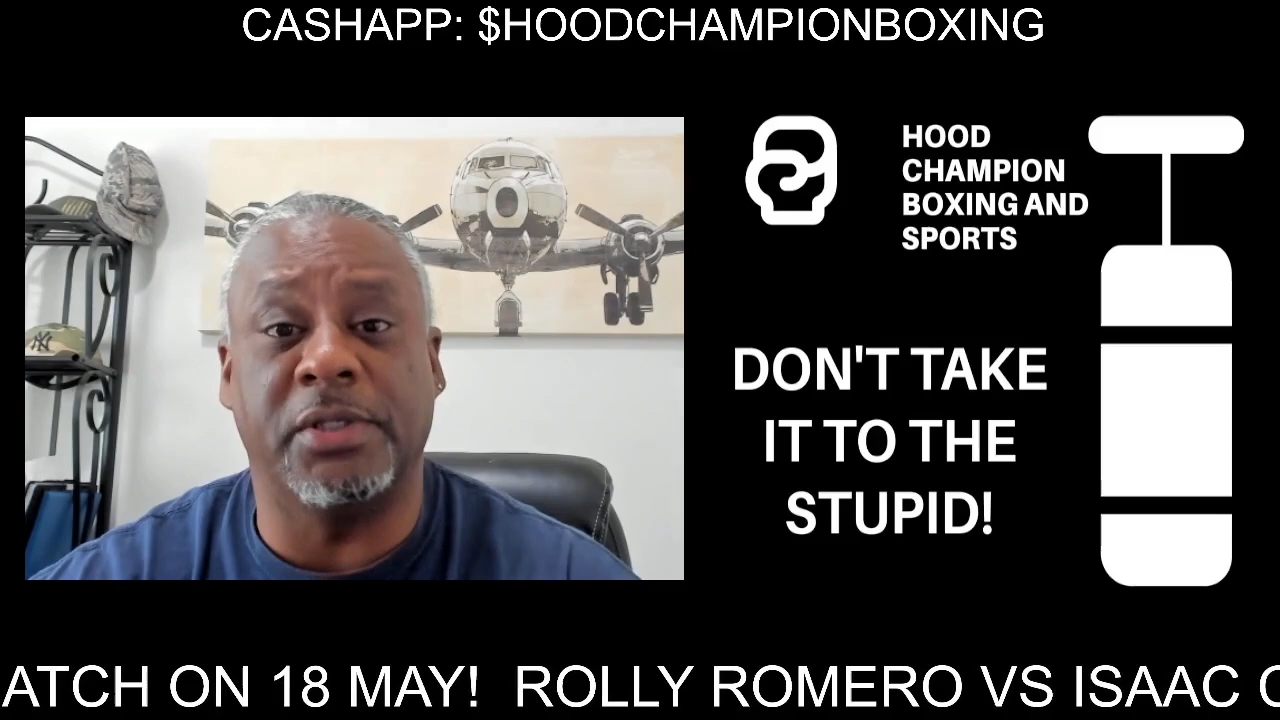 CASHAPP: $HOODCHAMPIONBOXING
HOOD
CHAMPION
BOXING AND
SPORTS
DON'T TAKE
IT TO THE
STUPID!
NY
ATCH ON 18 MAY! ROLLY ROMERO VS ISAAC C